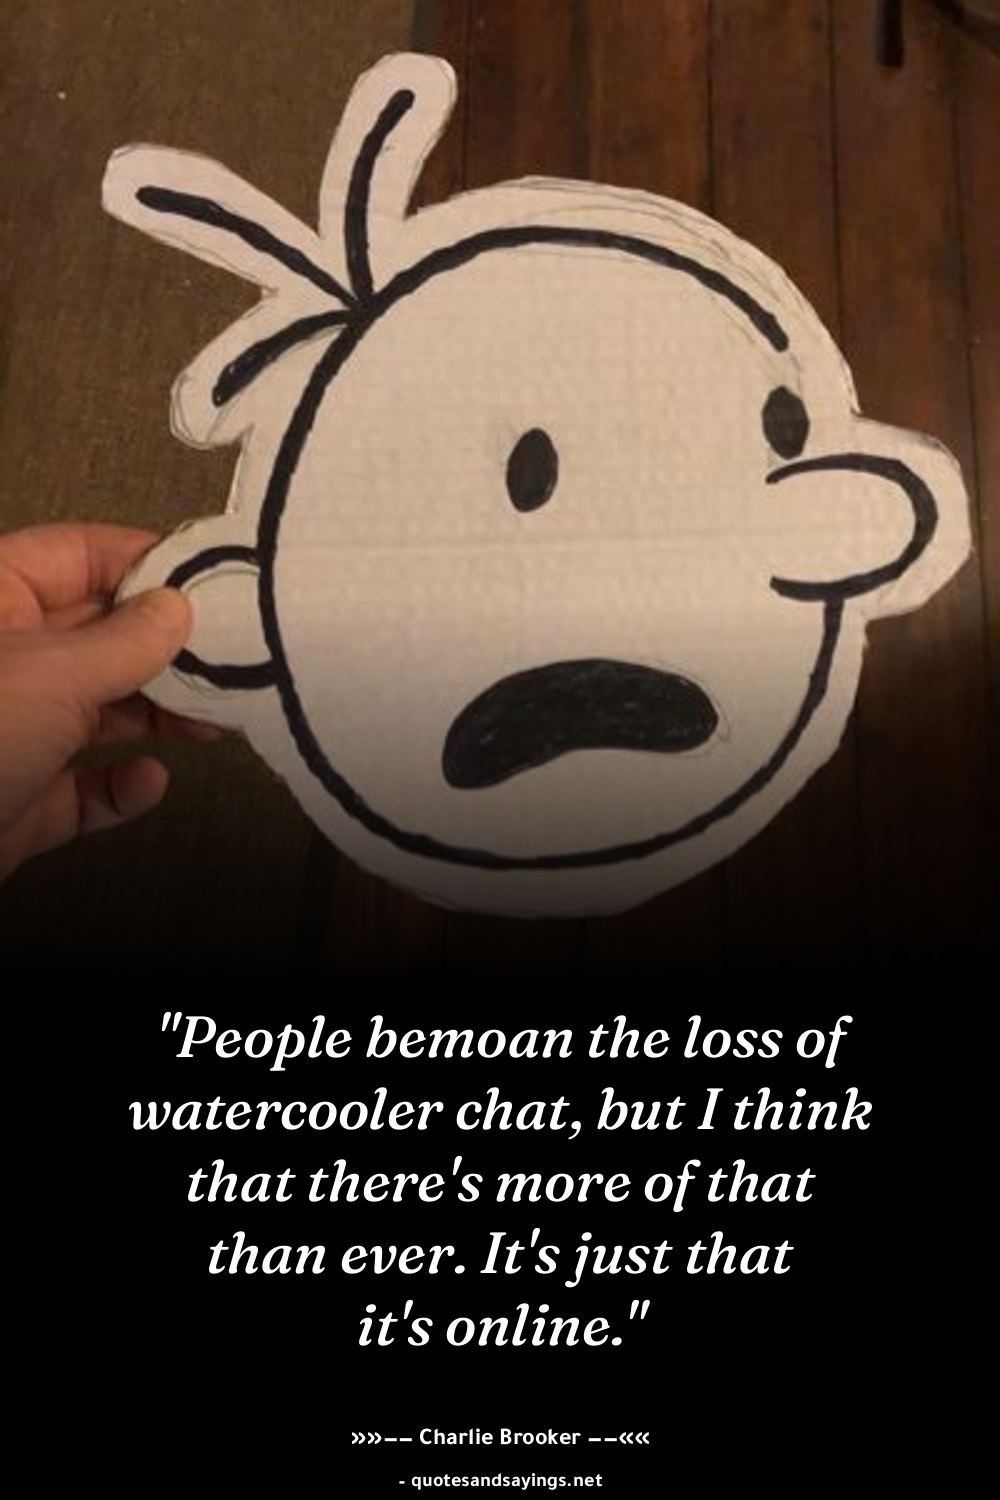 "People bemoan the loss of
watercooler chat, but I think
that there's more of that
than ever. It's just that
it's online."
»»–– Charlie Brooker ––««
- quotesandsayings.net